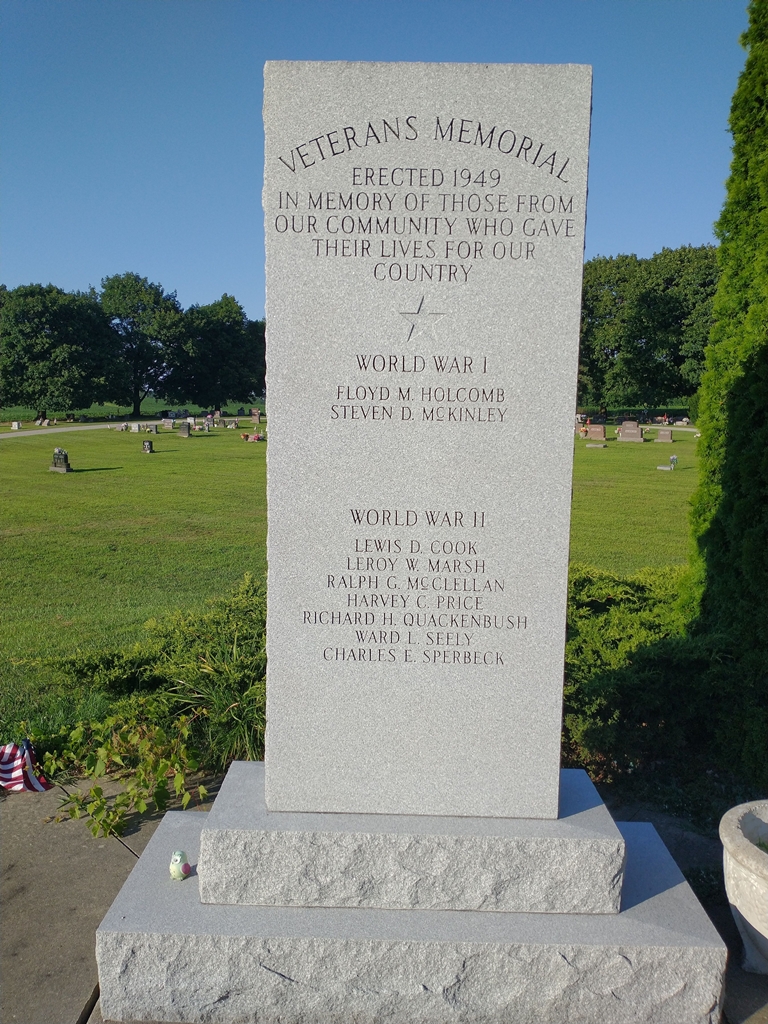 VETERANS MEMORIAL
ERECTED 1949
IN MEMORY OF THOSE FROM
OUR COMMUNITY WHO GAVE
THEIR LIVES FOR OUR
COUNTRY
WORLD WAR I
FLOYD M. HOLCOMB
STEVEN D. MCKINLEY
WORLD WAR II
LEWIS D. COOK
LEROY W. MARSH
RALPH G. MCCLELLAN
HARVEY C. PRICE
RICHARD H. QUACKENBUSH
WARD L. SEELY
CHARLES E. SPERBECK